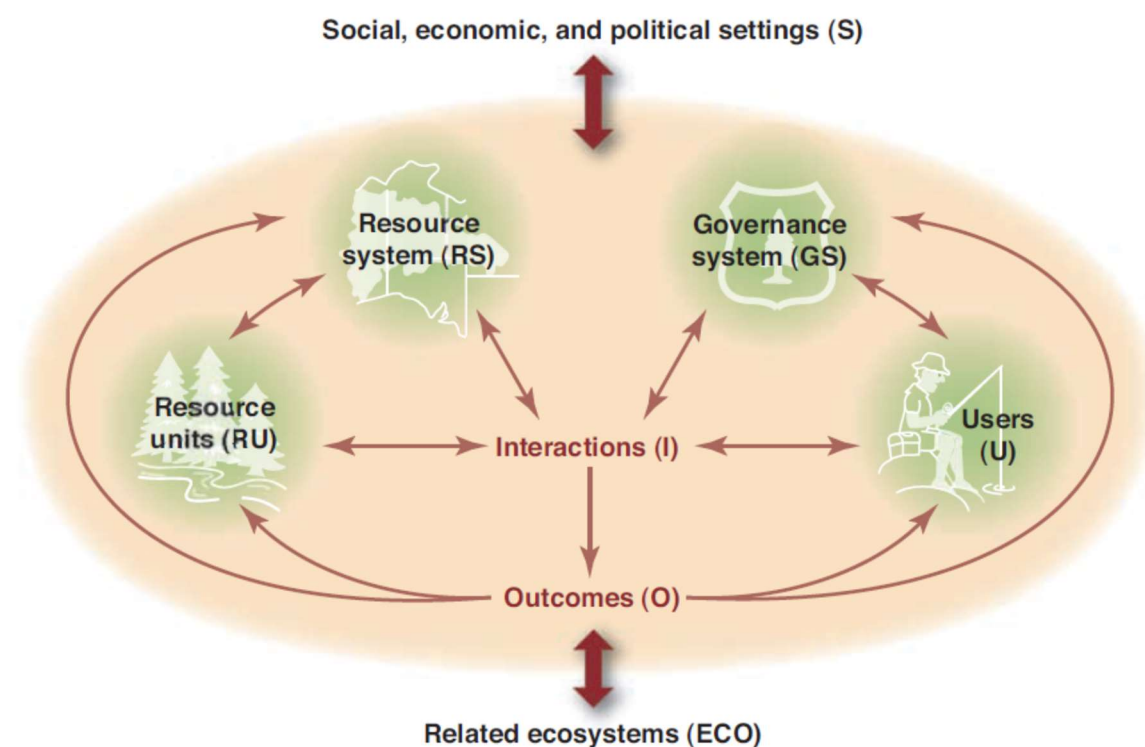 Social, economic, and political settings (S)
Resource
system (RS)
Governance
system (GS)
Resource
units (RU)
Users
(U)
Interactions (I)
Outcomes (O)
Related ecosystems (ECO)